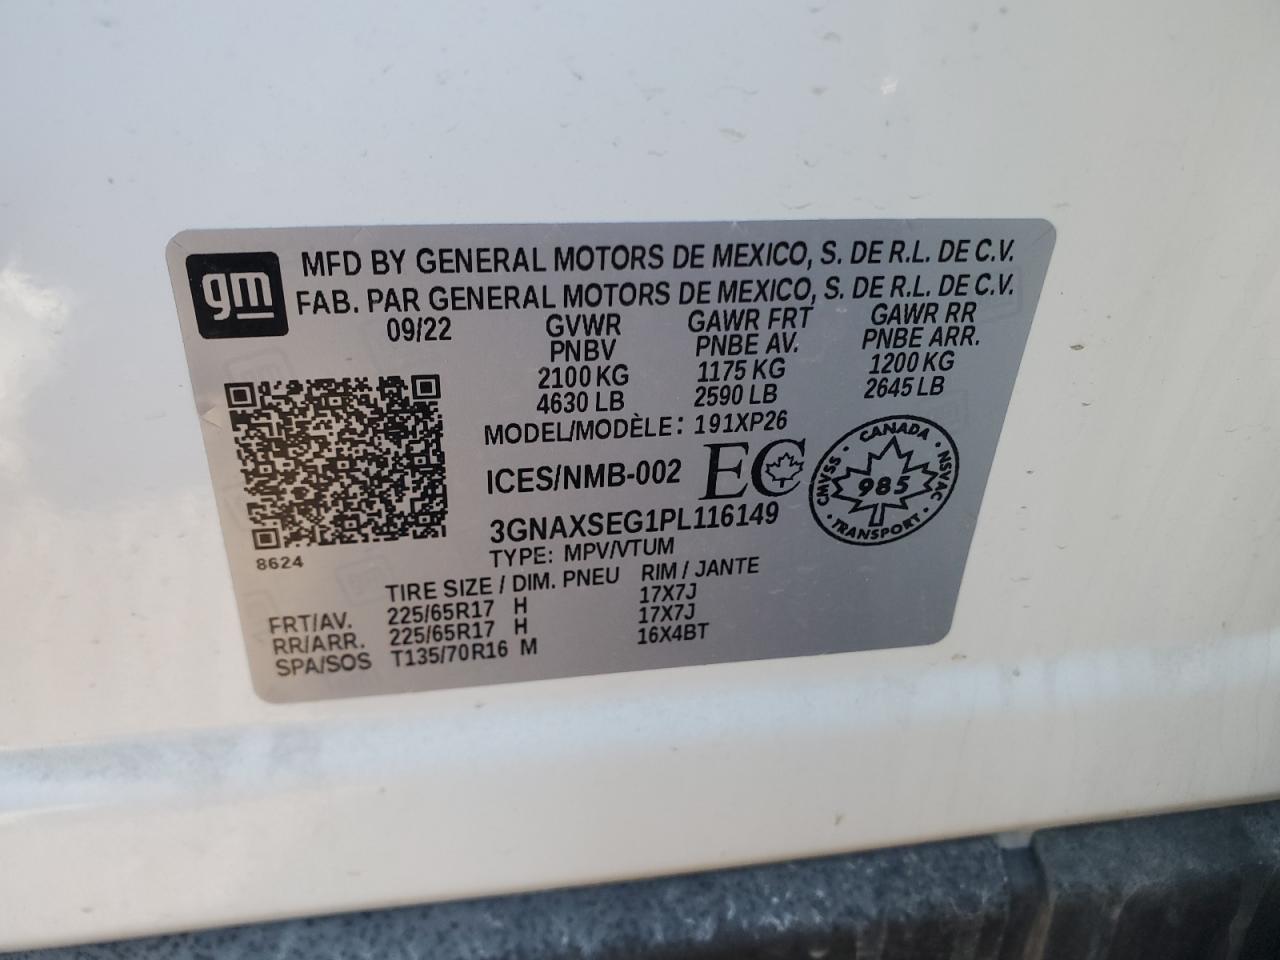 gm
MFD BY GENERAL MOTORS DE MEXICO, S. DE R.L. DE C.V.
FAB. PAR GENERAL MOTORS DE MEXICO, S. DE R.L. DE C.V.
09/22 GVWR GAWR FRT GAWR RR
PNBV PNBE AV. PNBE ARR.
2100 KG 1175 KG 1200 KG
4630 LB 2590 LB 2645 LB
MODEL/MODÈLE: 191XP26
ICES/NMB-002 EC
CANADA
CMVSS 985 NSVAC
TRANSPORT
3GNAXSEG1PL116149
TYPE: MPV/VTUM
8624
TIRE SIZE / DIM. PNEU RIM / JANTE
FRT/AV. 225/65R17 H 17X7J
RR/ARR. 225/65R17 H 17X7J
SPA/SOS T135/70R16 M 16X4BT